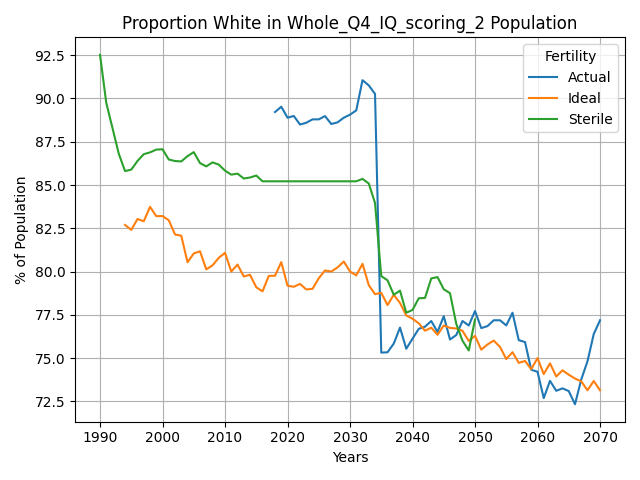 Proportion White in Whole_Q4_IQ_scoring_2 Population
Fertility
Actual
Ideal
Sterile
% of Population
92.5
90.0
87.5
85.0
82.5
80.0
77.5
75.0
72.5
1990 2000 2010 2020 2030 2040 2050 2060 2070
Years